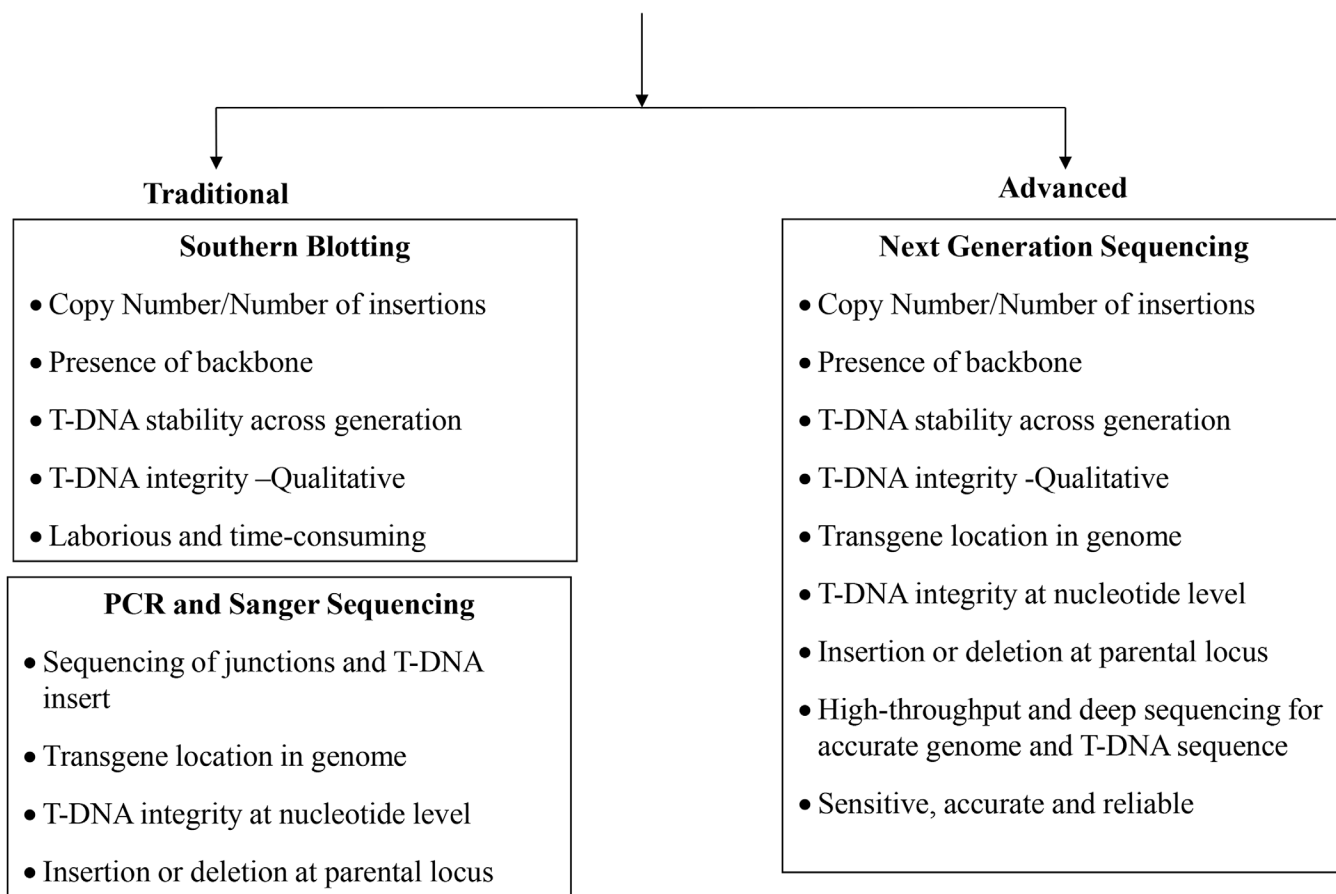 Traditional
Southern Blotting
• Copy Number/Number of insertions
• Presence of backbone
• T-DNA stability across generation
• T-DNA integrity –Qualitative
• Laborious and time-consuming
PCR and Sanger Sequencing
• Sequencing of junctions and T-DNA
insert
• Transgene location in genome
• T-DNA integrity at nucleotide level
• Insertion or deletion at parental locus
Advanced
Next Generation Sequencing
• Copy Number/Number of insertions
• Presence of backbone
• T-DNA stability across generation
• T-DNA integrity -Qualitative
• Transgene location in genome
• T-DNA integrity at nucleotide level
• Insertion or deletion at parental locus
• High-throughput and deep sequencing for
accurate genome and T-DNA sequence
• Sensitive, accurate and reliable